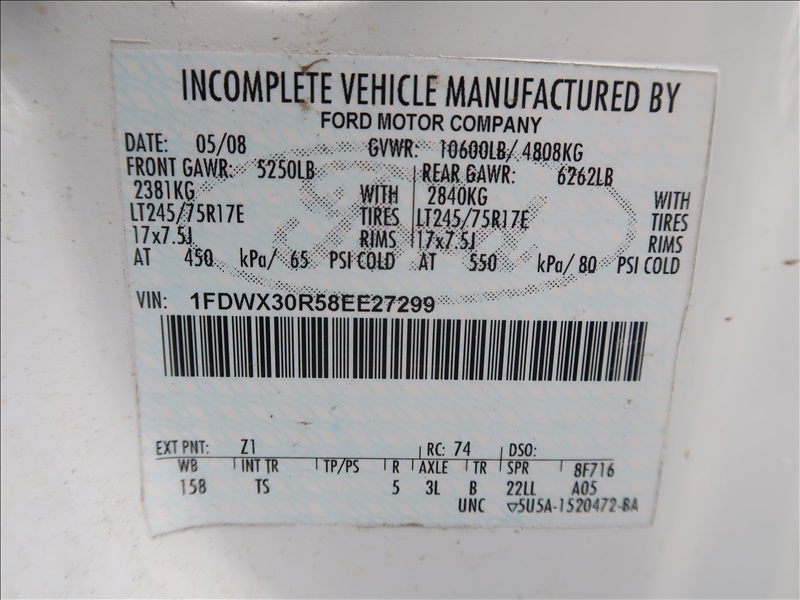 INCOMPLETE VEHICLE MANUFACTURED BY
FORD MOTOR COMPANY
DATE: 05/08 GVWR: 10600LB/ 4808KG
FRONT GAWR: 5250LB REAR GAWR: 6262LB
2381KG WITH 2840KG WITH
LT245/75R17E TIRES LT245/75R17E TIRES
17x7.5J RIMS 17x7.5J RIMS
AT 450 kPa/ 65 PSI COLD AT 550 kPa/ 80 PSI COLD
VIN: 1FDWX30R58EE27299
Ford
EXT PNT: Z1 RC: 74 DSO:
WB INT TR TP/PS R AXLE TR SPR 8F716
158 TS 5 3L B 22LL A05
UNC ▽5U5A-1520472-BA